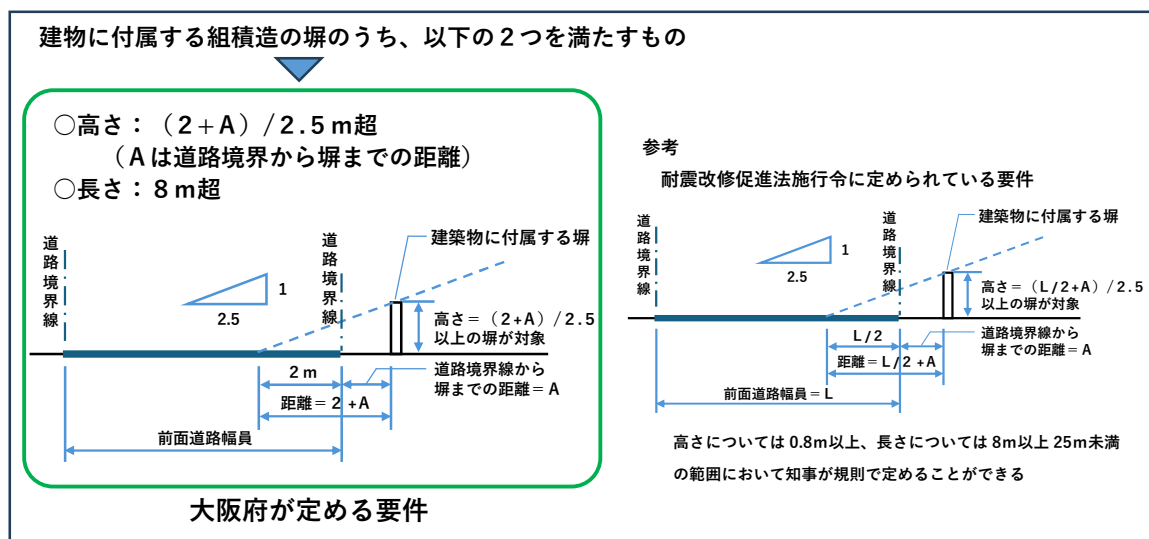 建物に付属する組積造の塀のうち、以下の2つを満たすもの
○高さ：（2+A）/2.5m超
（Aは道路境界から塀までの距離）
○長さ：8m超
道路境界線
道路境界線
建築物に付属する塀
1
2.5
高さ＝（2+A）/2.5
以上の塀が対象
2m
道路境界線から
塀までの距離＝A
距離＝2+A
前面道路幅員
大阪府が定める要件
参考
耐震改修促進法施行令に定められている要件
道路境界線
道路境界線
建築物に付属する塀
1
2.5
高さ＝（L/2+A）/2.5
以上の塀が対象
L/2
道路境界線から
塀までの距離＝A
距離＝L/2+A
前面道路幅員＝L
高さについては0.8m以上、長さについては8m以上25m未満
の範囲において知事が規則で定めることができる